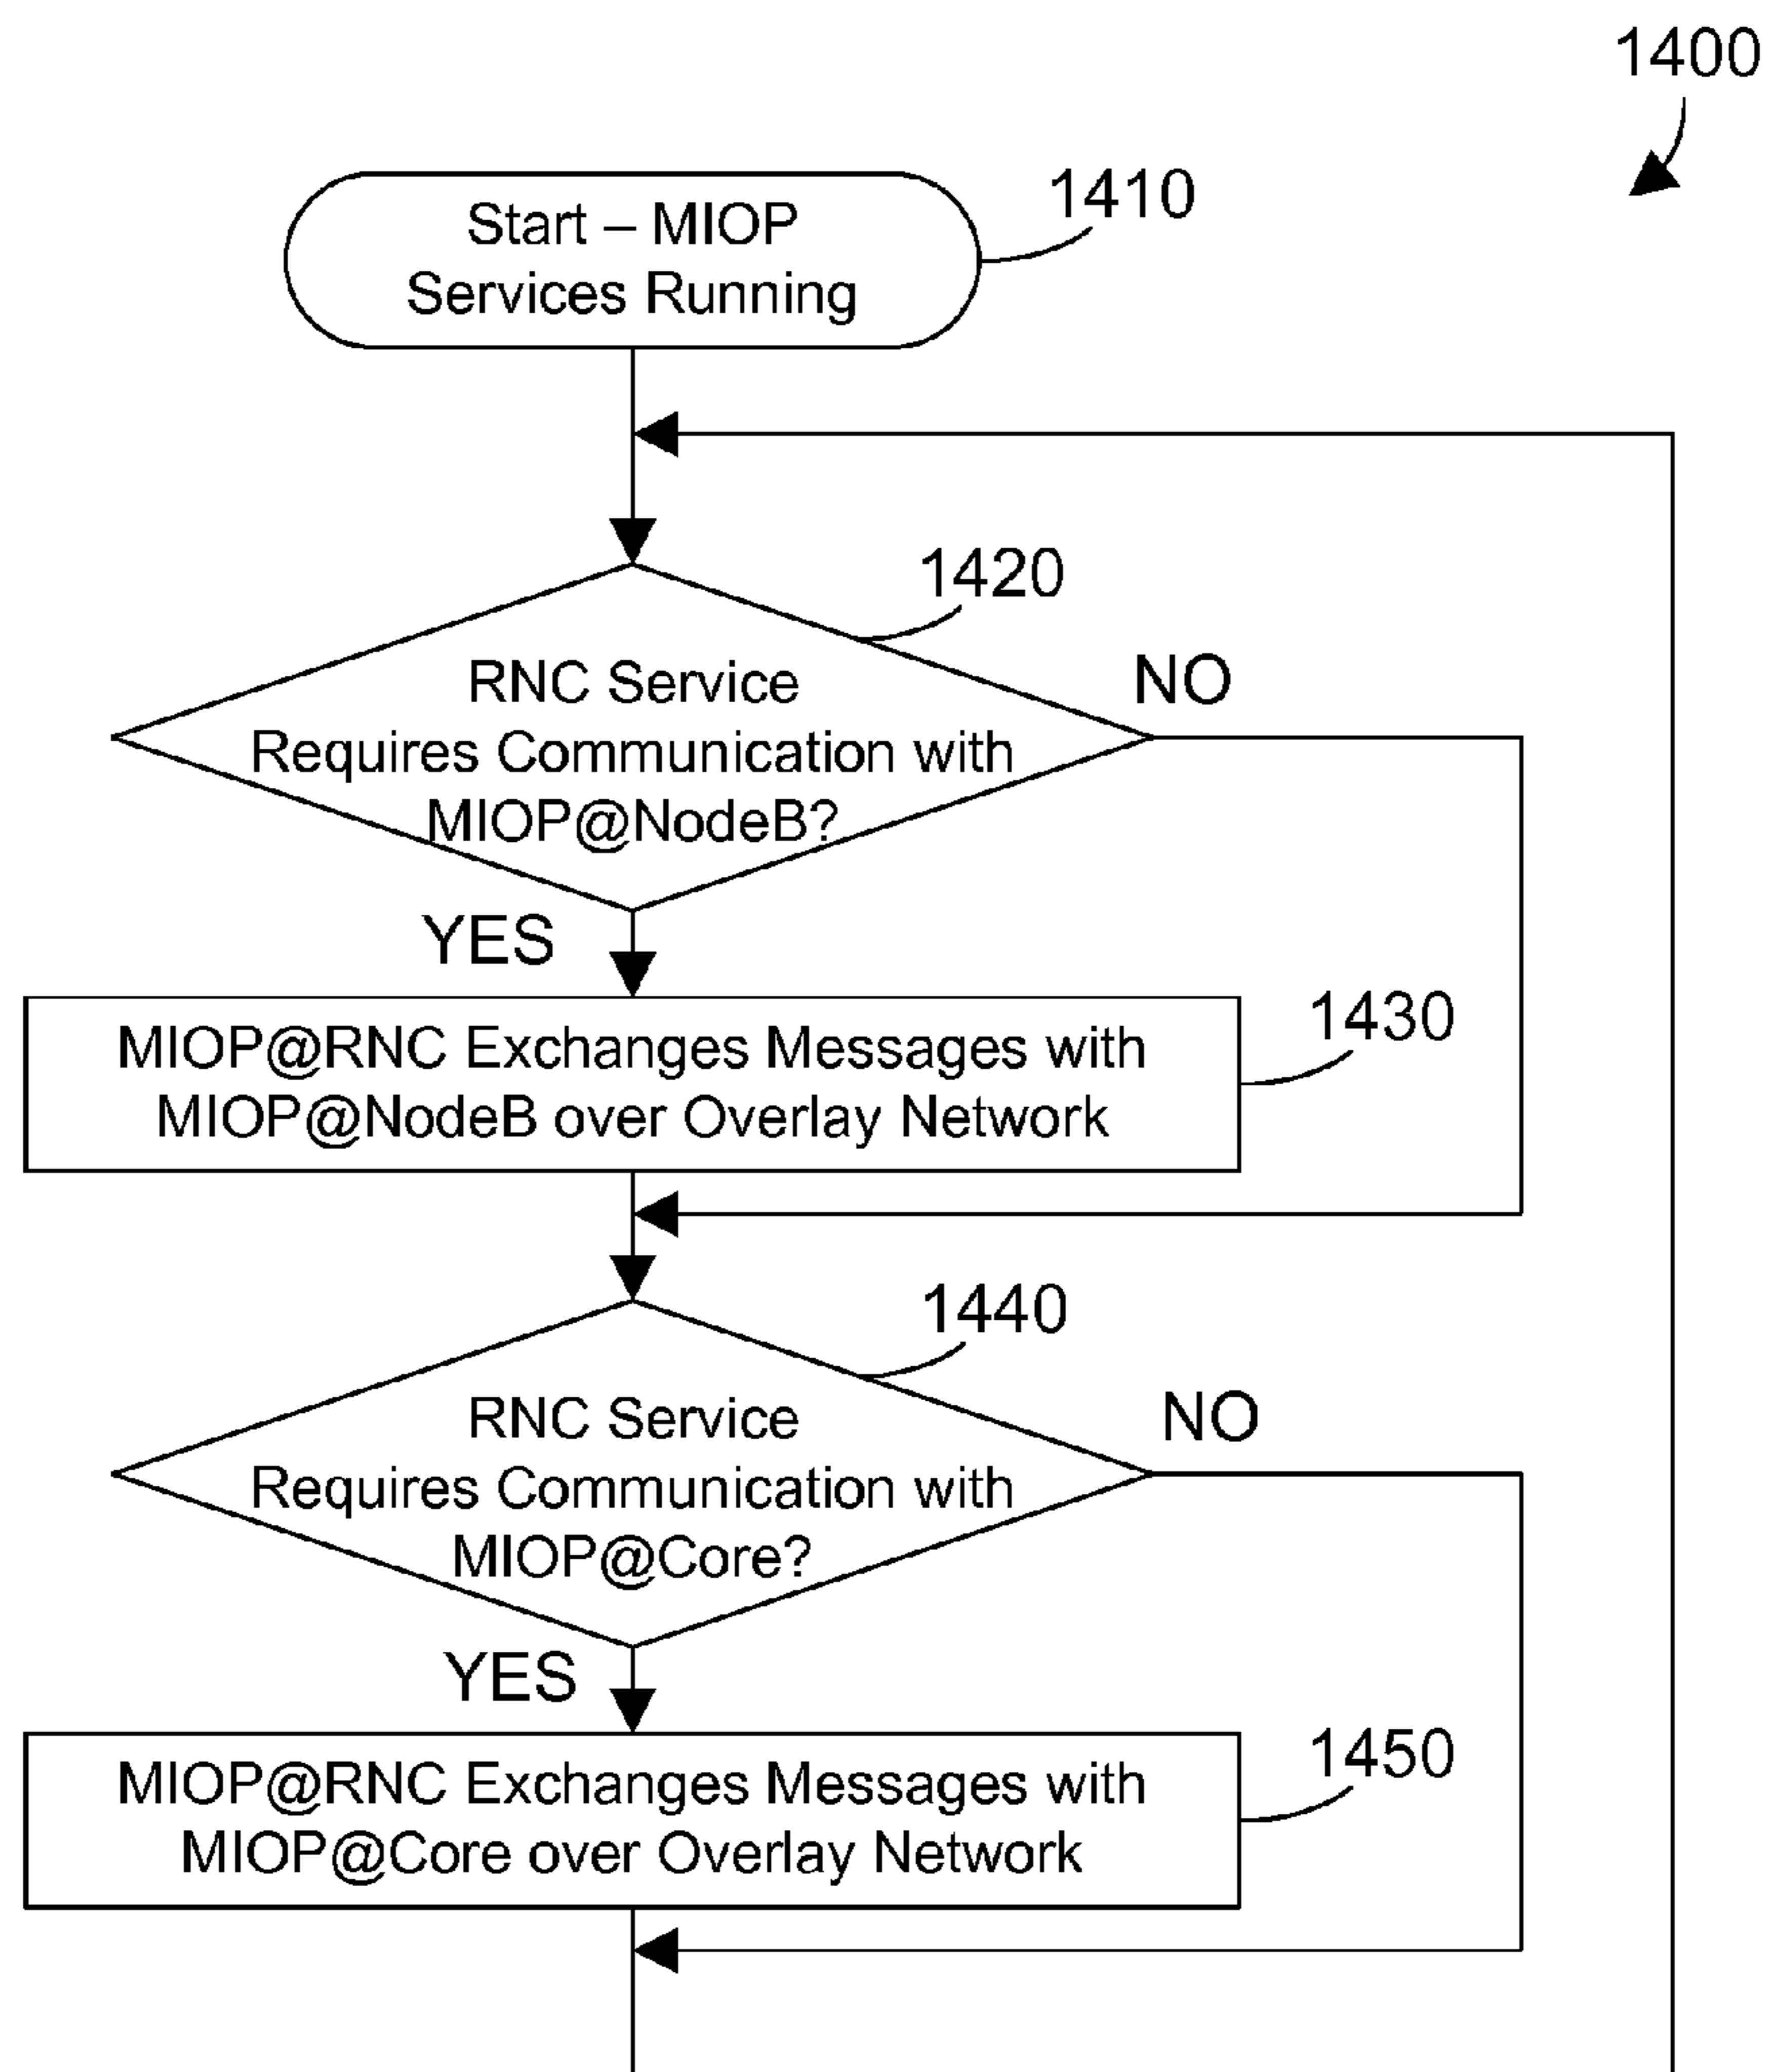 1400
1410
Start – MIOP
Services Running
1420
NO
RNC Service
Requires Communication with
MIOP@NodeB?
YES
1430
MIOP@RNC Exchanges Messages with
MIOP@NodeB over Overlay Network
1440
NO
RNC Service
Requires Communication with
MIOP@Core?
YES
1450
MIOP@RNC Exchanges Messages with
MIOP@Core over Overlay Network